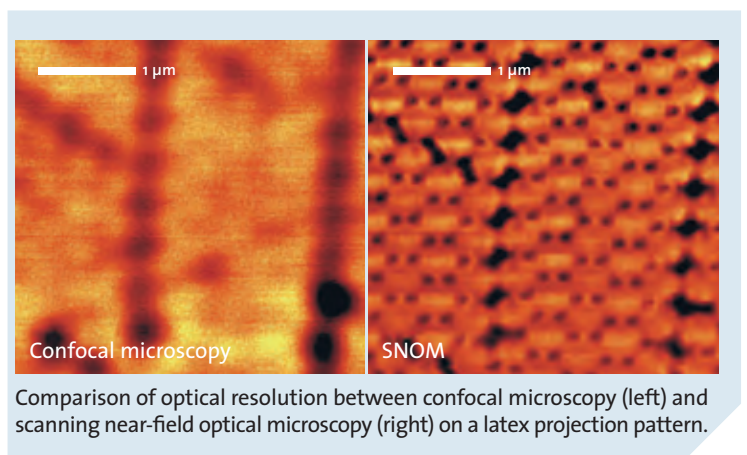 1 µm
1 µm
Confocal microscopy
SNOM
Comparison of optical resolution between confocal microscopy (left) and
scanning near-field optical microscopy (right) on a latex projection pattern.